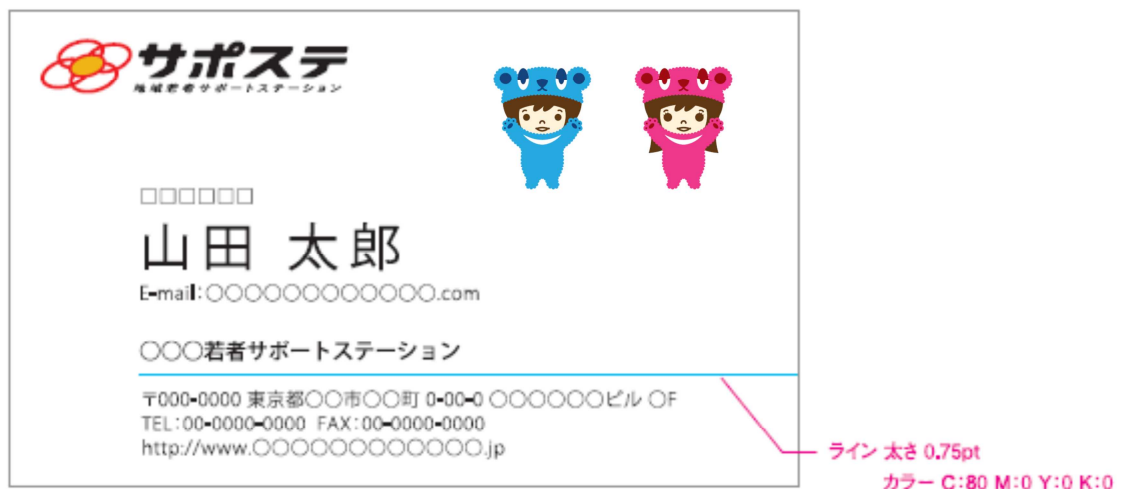 サポステ
地域若者サポートステーション
□□□□□□
山田 太郎
E-mail:○○○○○○○○○○○○.com
○○○若者サポートステーション
〒000-0000 東京都○○市○○町 0-00-0 ○○○○○○ビル ○F
TEL:00-0000-0000 FAX:00-0000-0000
http://www.○○○○○○○○○○○○.jp
ライン 太さ 0.75pt
カラー C:80 M:0 Y:0 K:0